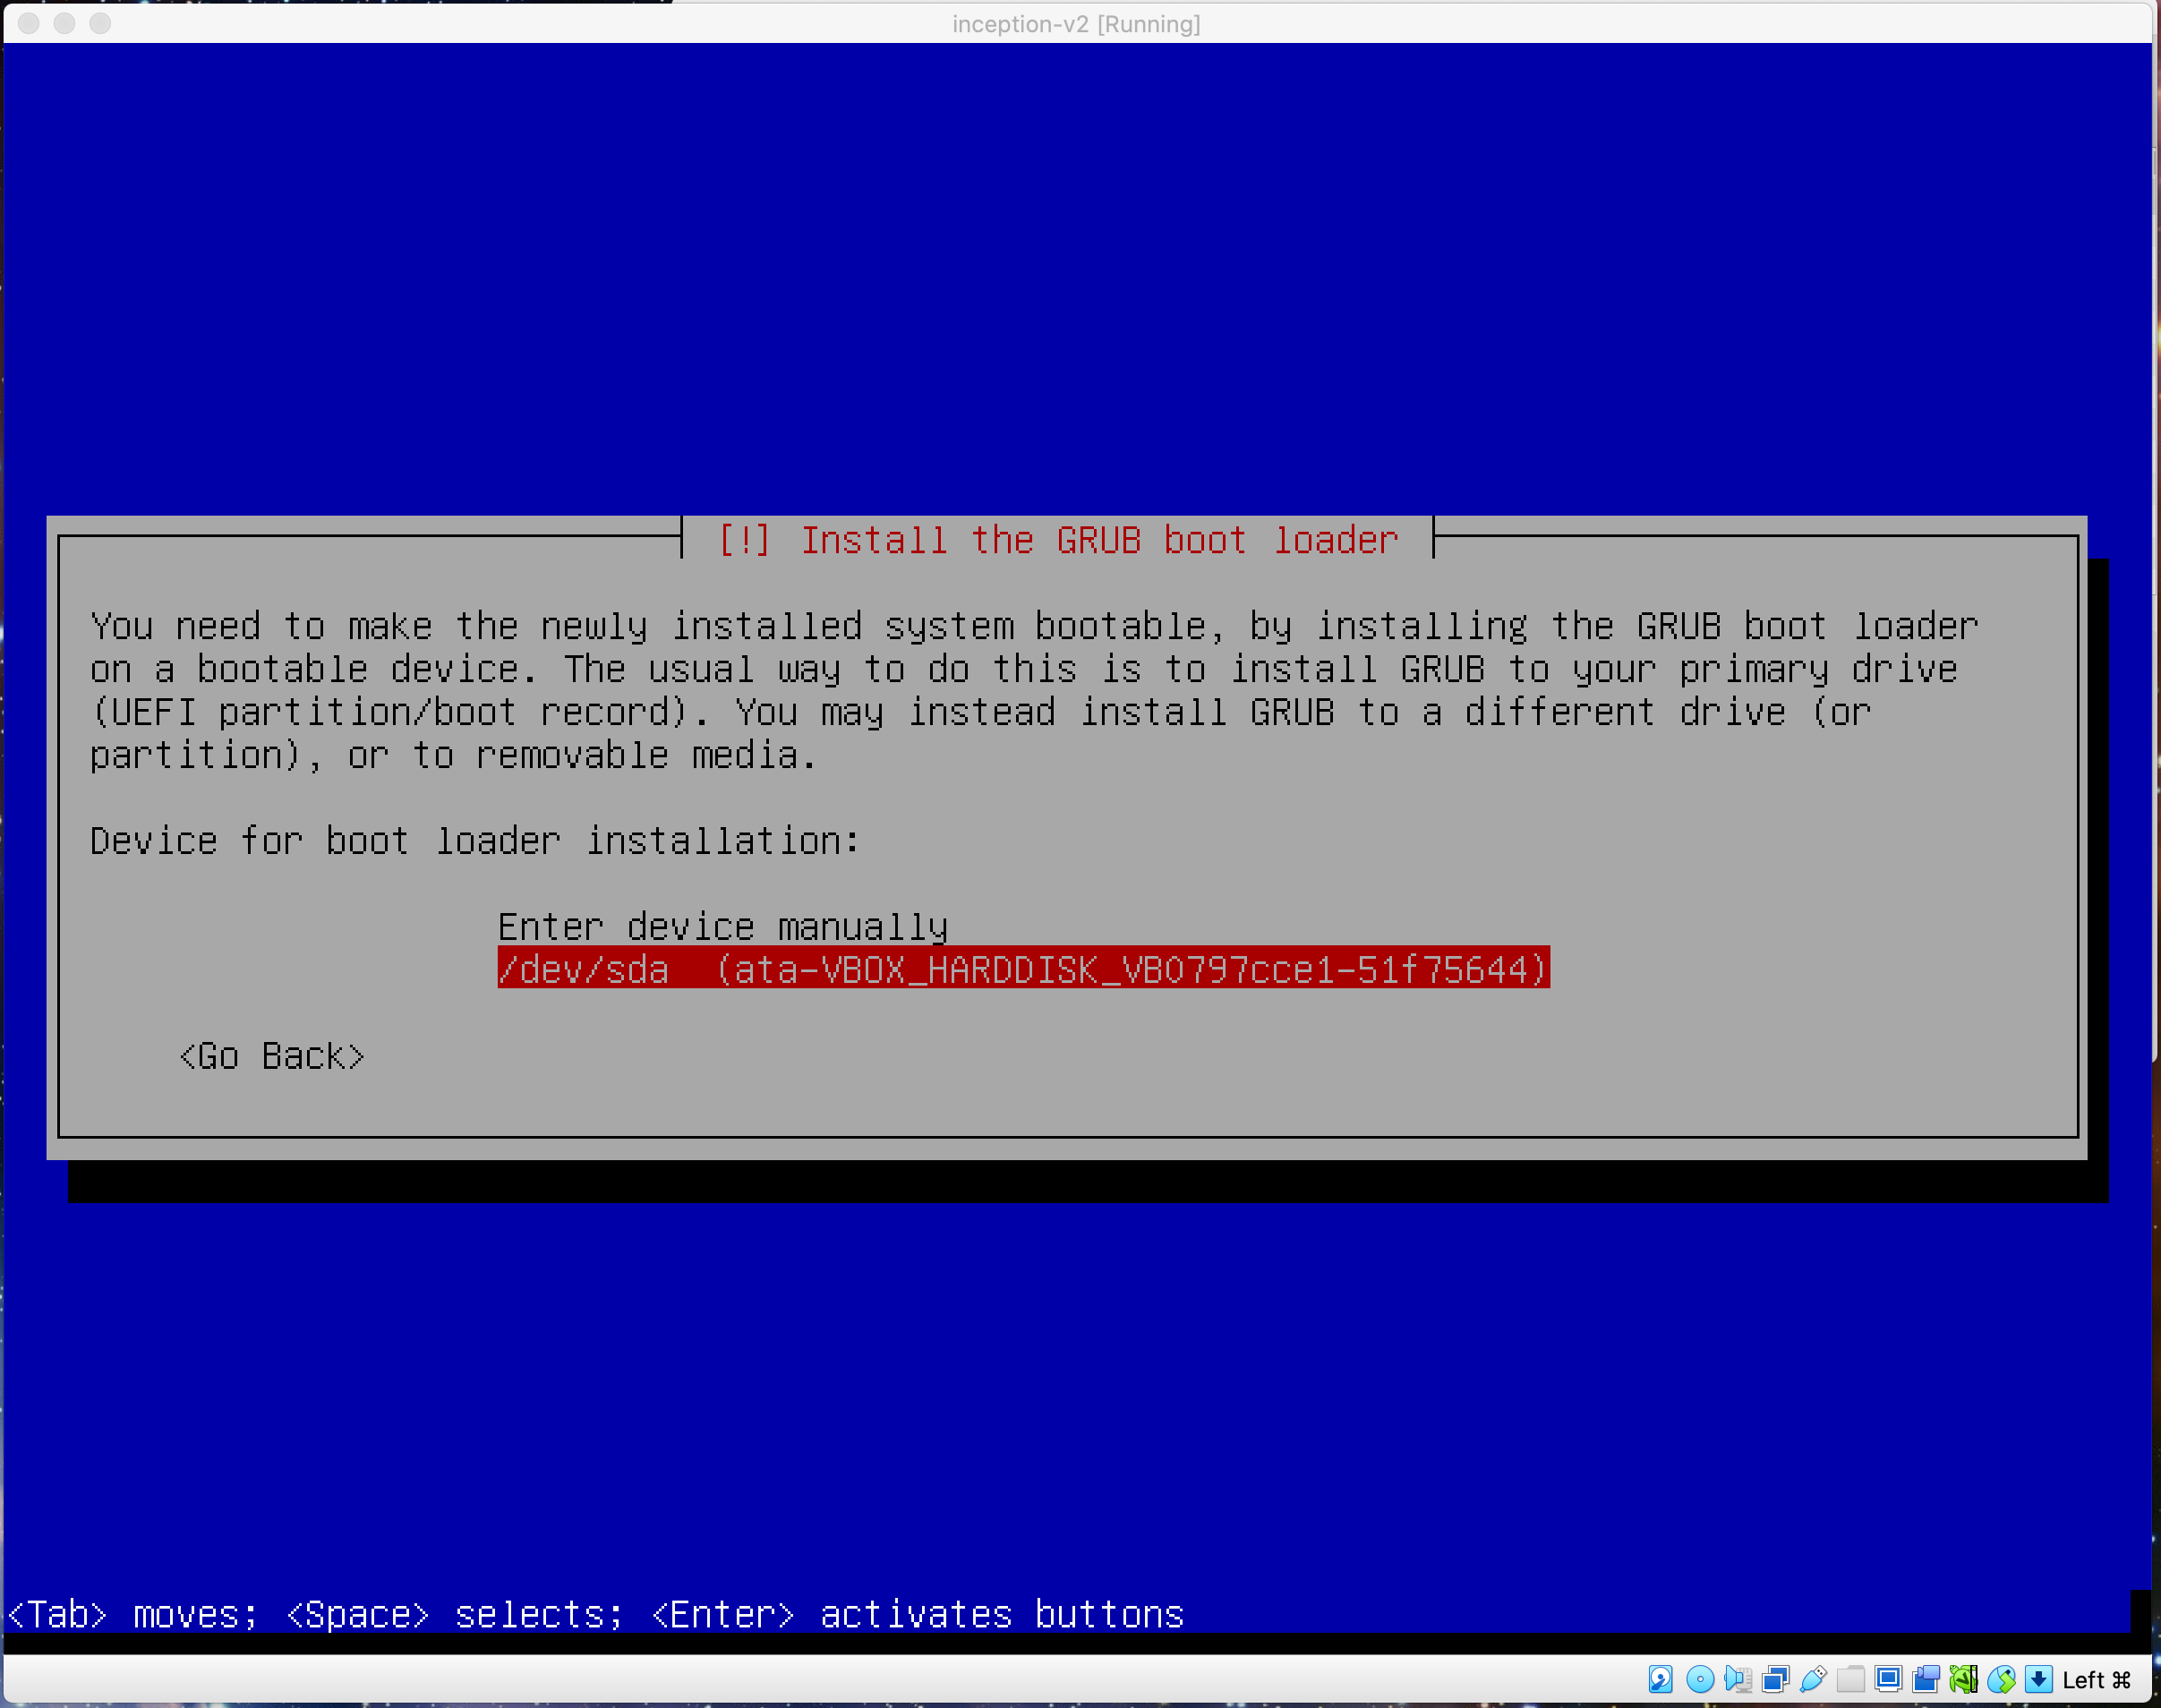 inception-v2 [Running]
[!] Install the GRUB boot loader
You need to make the newly installed system bootable, by installing the GRUB boot loader
on a bootable device. The usual way to do this is to install GRUB to your primary drive
(UEFI partition/boot record). You may instead install GRUB to a different drive (or
partition), or to removable media.
Device for boot loader installation:
Enter device manually
/dev/sda  (ata-VBOX_HARDDISK_VB0797cce1-51f75644)
<Go Back>
<Tab> moves; <Space> selects; <Enter> activates buttons
Left ⌘